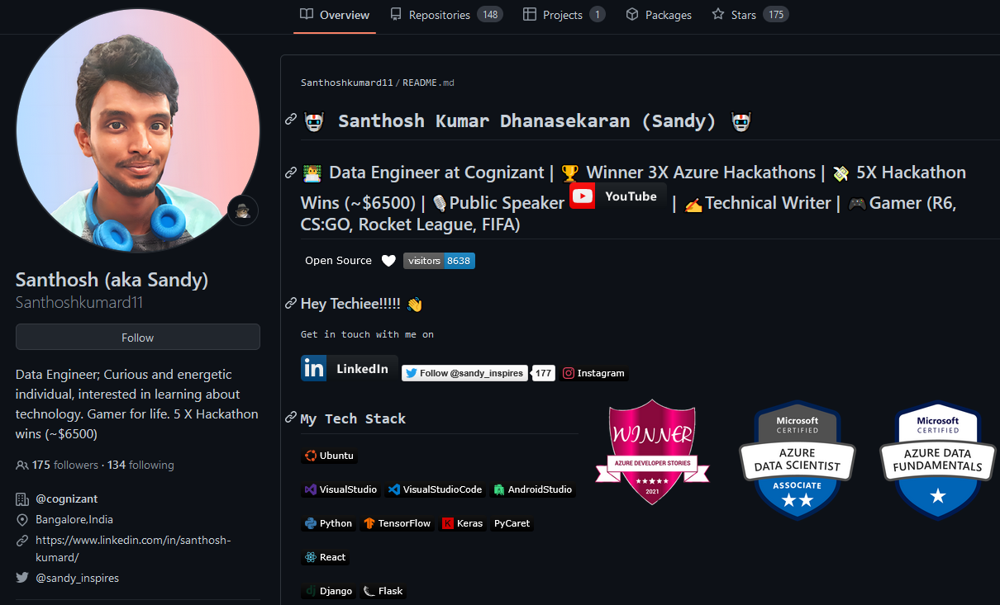 Overview
Repositories 148
Projects 1
Packages
Stars 175
Santhosh (aka Sandy)
Santhoshkumard11
Follow
Data Engineer; Curious and energetic
individual, interested in learning about
technology. Gamer for life. 5 X Hackathon
wins (~$6500)
175 followers · 134 following
@cognizant
Bangalore,India
https://www.linkedin.com/in/santhosh-
kumard/
@sandy_inspires
Santhoshkumard11/README.md
Santhosh Kumar Dhanasekaran (Sandy)
Data Engineer at Cognizant | Winner 3X Azure Hackathons | 5X Hackathon
Wins (~$6500) | Public Speaker YouTube | Technical Writer | Gamer (R6,
CS:GO, Rocket League, FIFA)
Open Source visitors 8638
Hey Techiee!!!!!
Get in touch with me on
LinkedIn Follow @sandy_inspires 177 Instagram
My Tech Stack
Ubuntu
VisualStudio VisualStudioCode AndroidStudio
Python TensorFlow K Keras PyCaret
React
dj Django Flask
WINNER
AZURE DEVELOPER STORIES
2021
Microsoft
CERTIFIED
AZURE
DATA SCIENTIST
ASSOCIATE
Microsoft
CERTIFIED
AZURE DATA
FUNDAMENTALS